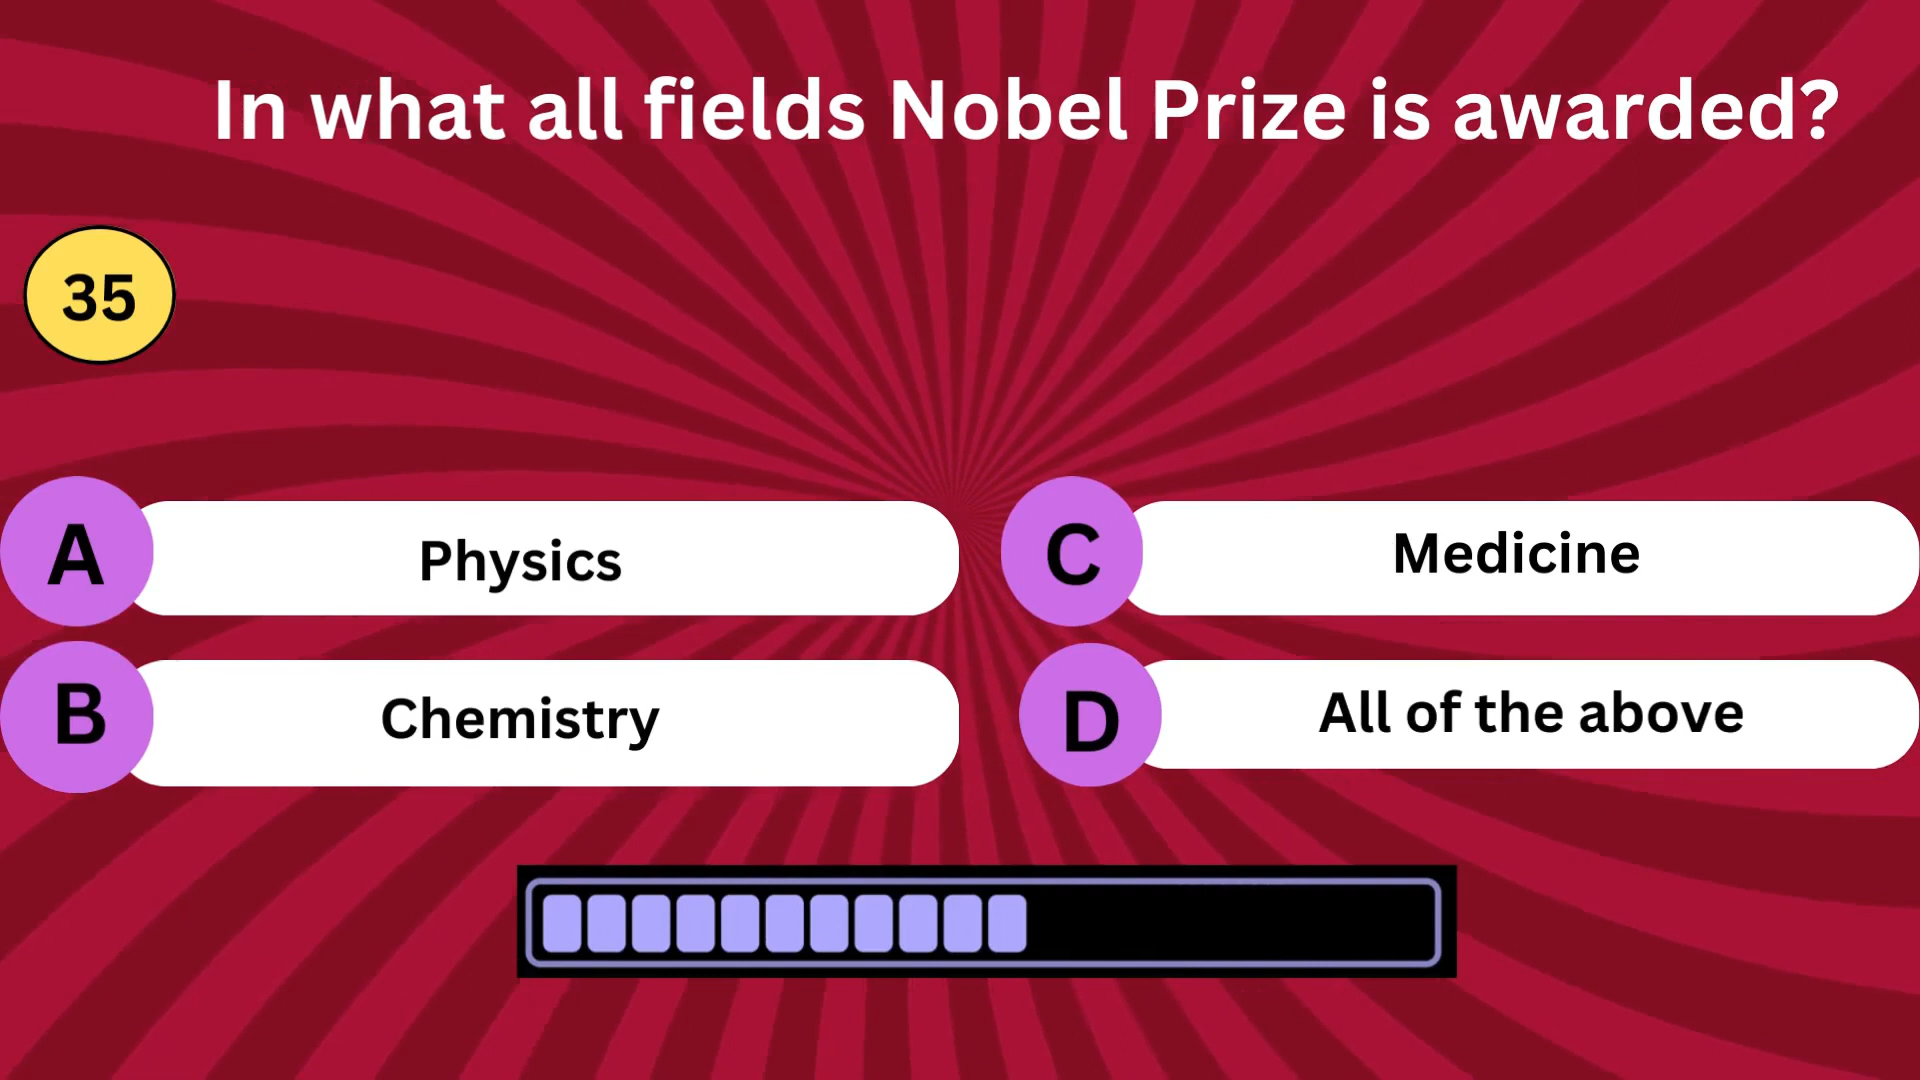 In what all fields Nobel Prize is awarded?
35
A
Physics
C
Medicine
B
Chemistry
D
All of the above